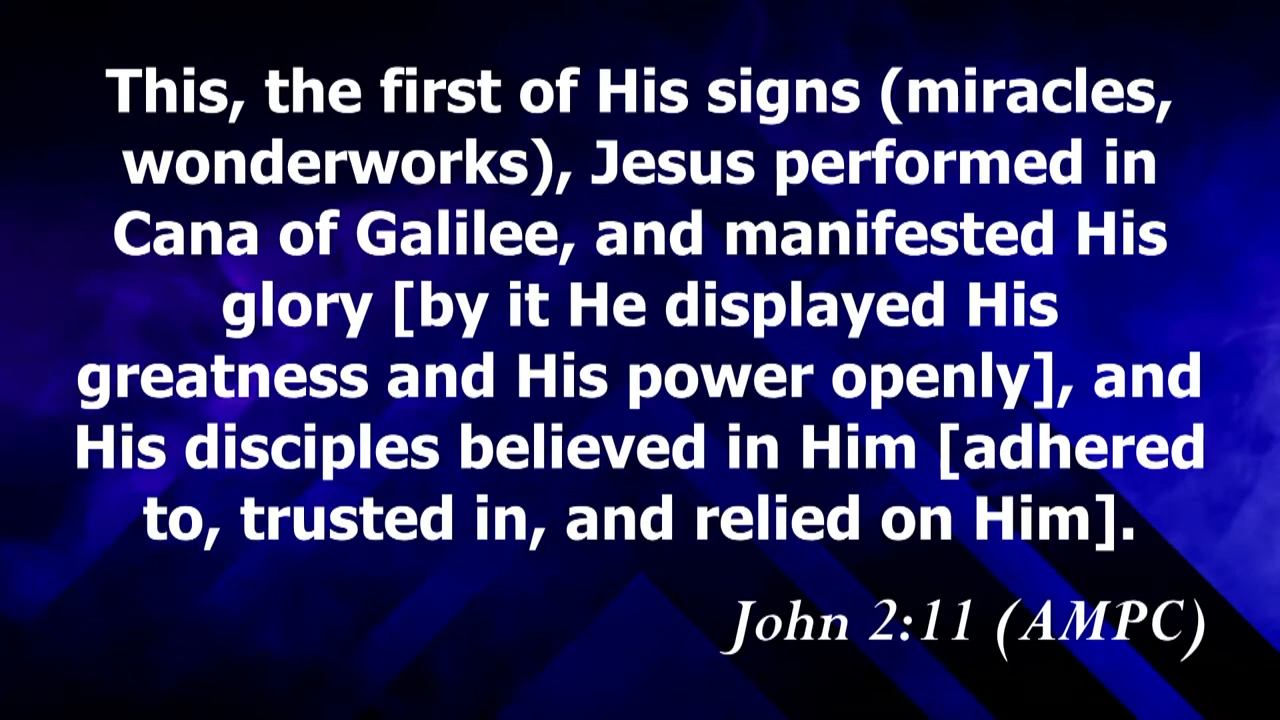 This, the first of His signs (miracles,
wonderworks), Jesus performed in
Cana of Galilee, and manifested His
glory [by it He displayed His
greatness and His power openly], and
His disciples believed in Him [adhered
to, trusted in, and relied on Him].
John 2:11 (AMPC)